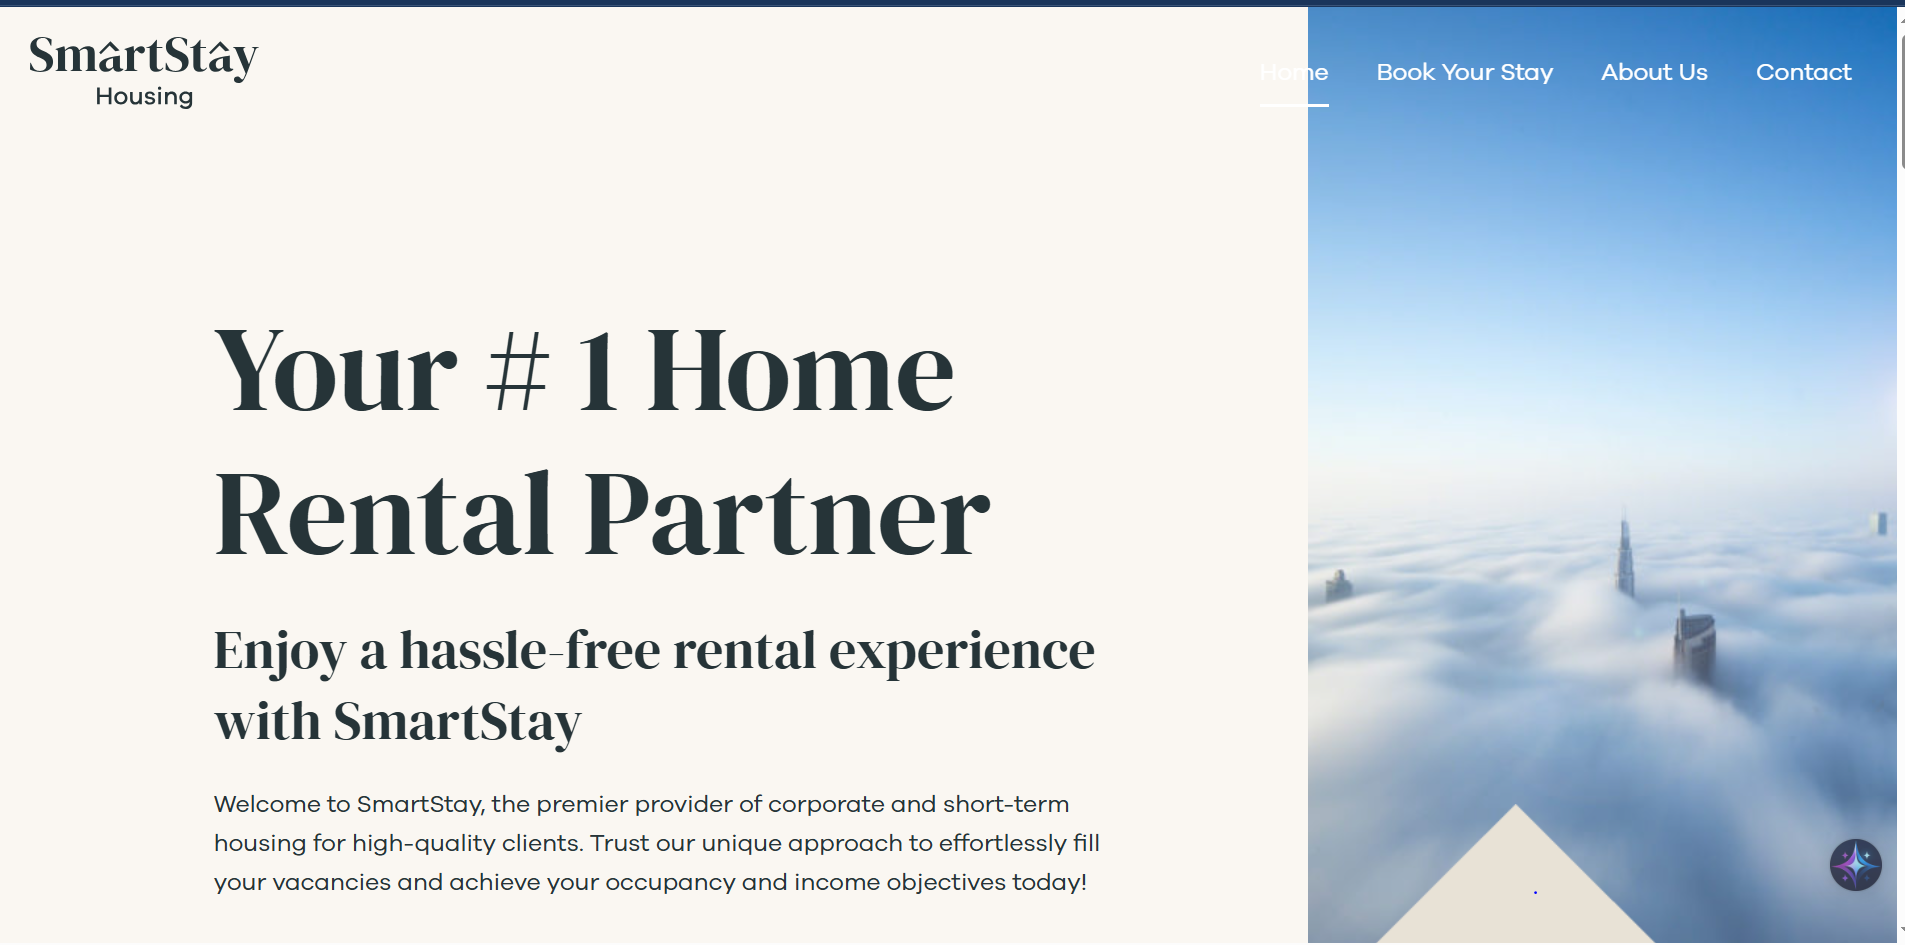 SmârtStây
Housing
Home Book Your Stay About Us Contact
Your # 1 Home
Rental Partner
Enjoy a hassle-free rental experience
with SmartStay
Welcome to SmartStay, the premier provider of corporate and short-term
housing for high-quality clients. Trust our unique approach to effortlessly fill
your vacancies and achieve your occupancy and income objectives today!